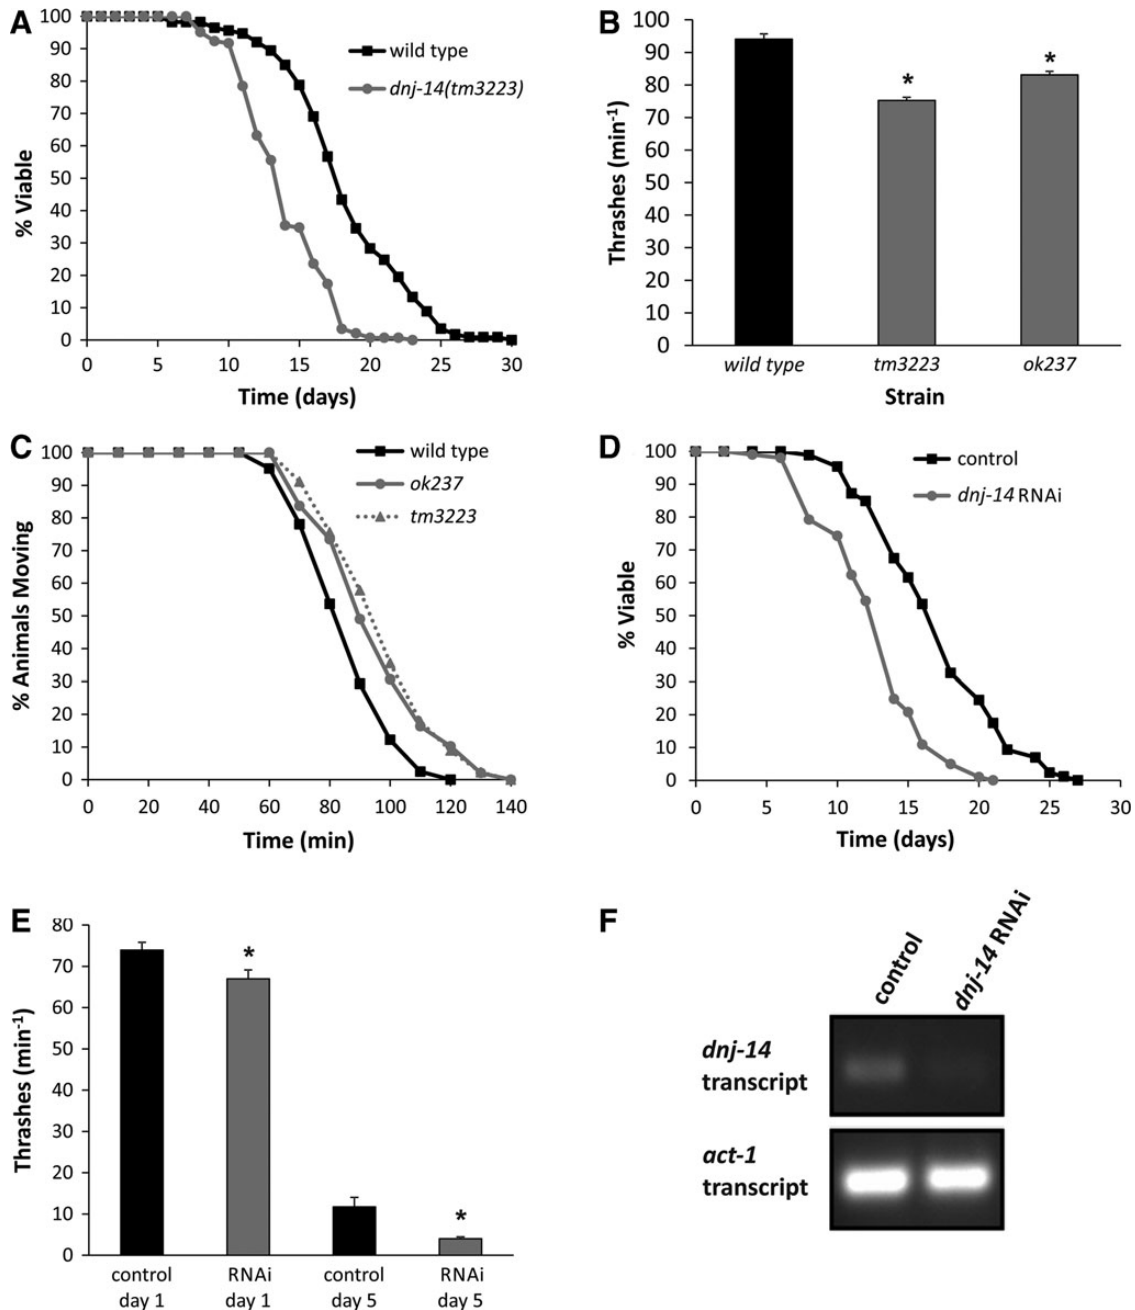 A
100
90
80
70
60
50
40
30
20
10
0
% Viable
wild type
dnj-14(tm3223)
0 5 10 15 20 25 30
Time (days)
B
100
90
80
70
60
50
40
30
20
10
0
Thrashes (min-1)
*
*
wild type tm3223 ok237
Strain
C
100
90
80
70
60
50
40
30
20
10
0
% Animals Moving
wild type
ok237
tm3223
0 20 40 60 80 100 120 140
Time (min)
D
100
90
80
70
60
50
40
30
20
10
0
% Viable
control
dnj-14 RNAi
0 5 10 15 20 25 30
Time (days)
E
80
70
60
50
40
30
20
10
0
Thrashes (min-1)
*
*
control RNAi control RNAi
day 1 day 1 day 5 day 5
F
control
dnj-14 RNAi
dnj-14
transcript
act-1
transcript